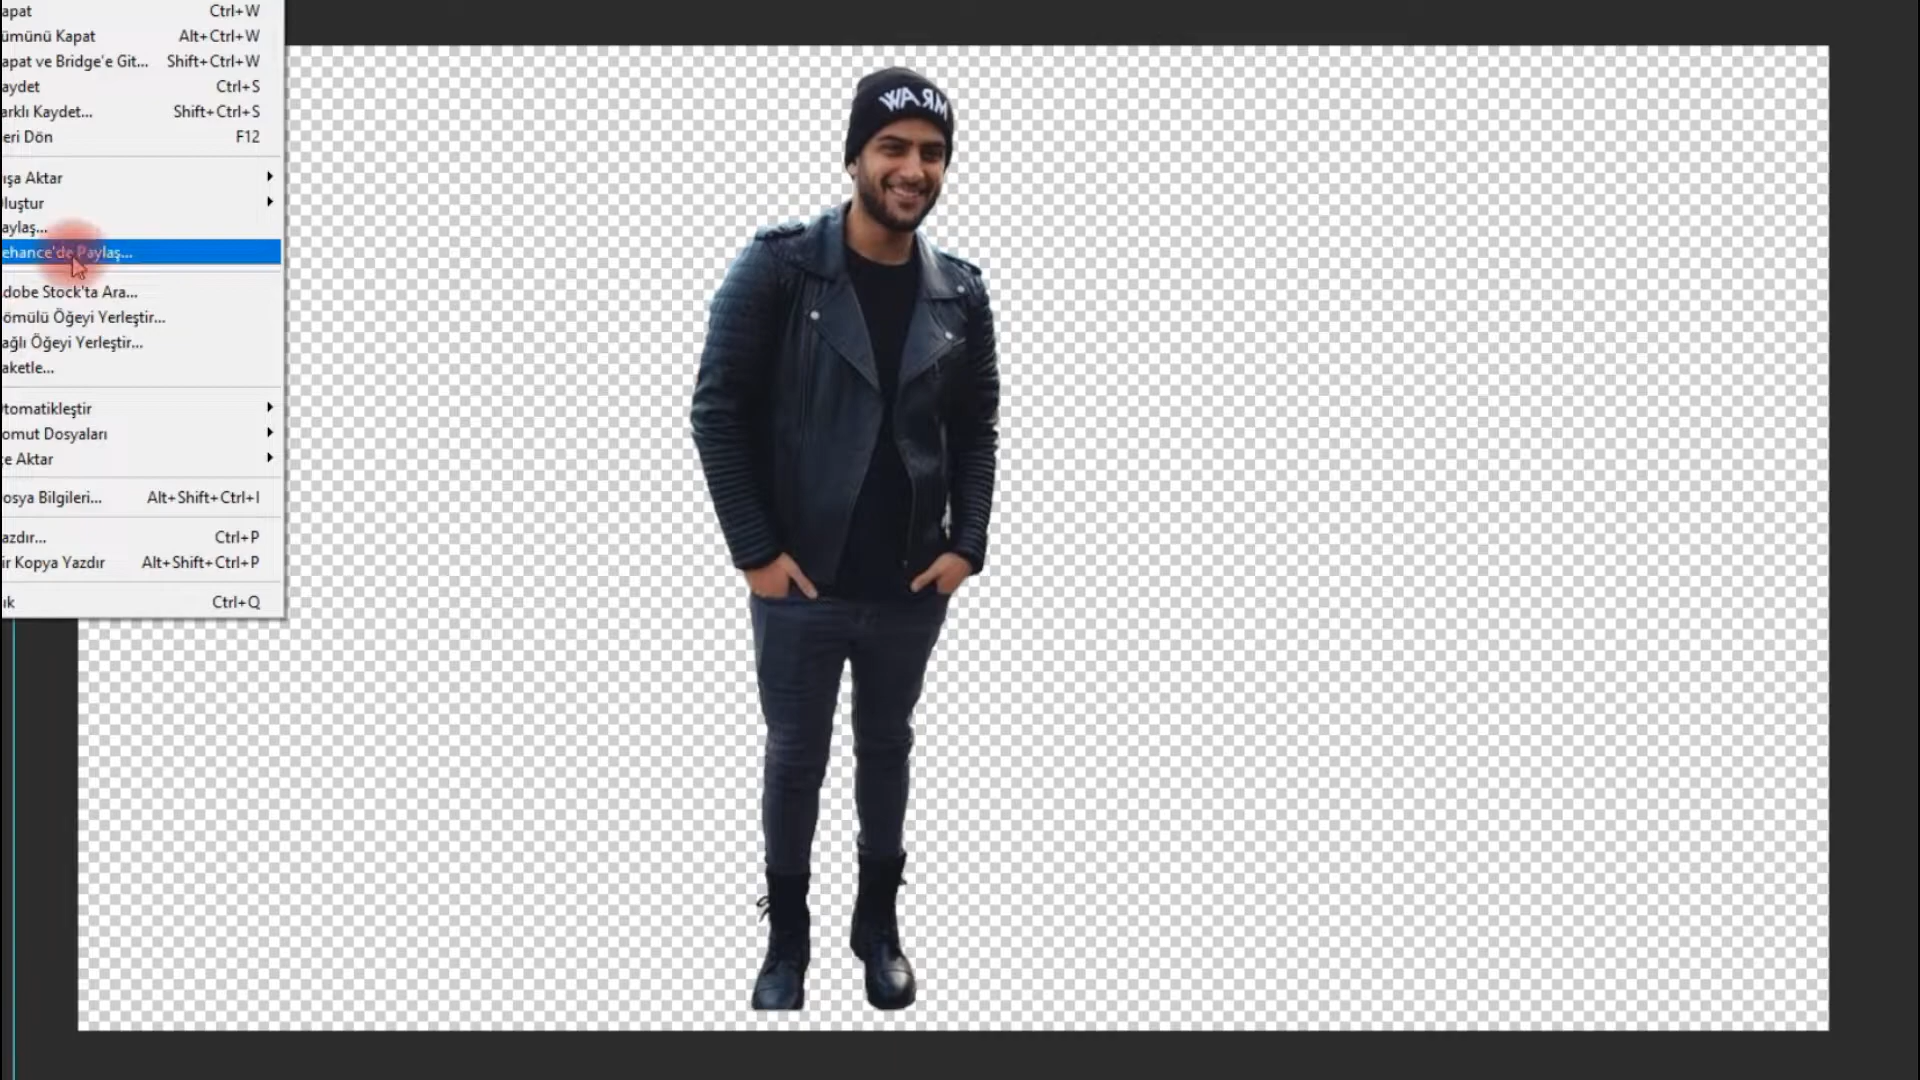 apat Ctrl+W
ümünü Kapat Alt+Ctrl+W
apat ve Bridge'e Git... Shift+Ctrl+W
aydet Ctrl+S
arklı Kaydet... Shift+Ctrl+S
eri Dön F12
ışa Aktar
luştur
aylaş...
ehance'de Paylaş...
dobe Stock'ta Ara...
ömülü Öğeyi Yerleştir...
ağlı Öğeyi Yerleştir...
aketle...
tomatikleştir
omut Dosyaları
çe Aktar
osya Bilgileri... Alt+Shift+Ctrl+I
azdır... Ctrl+P
ir Kopya Yazdır Alt+Shift+Ctrl+P
ık Ctrl+Q
WARM